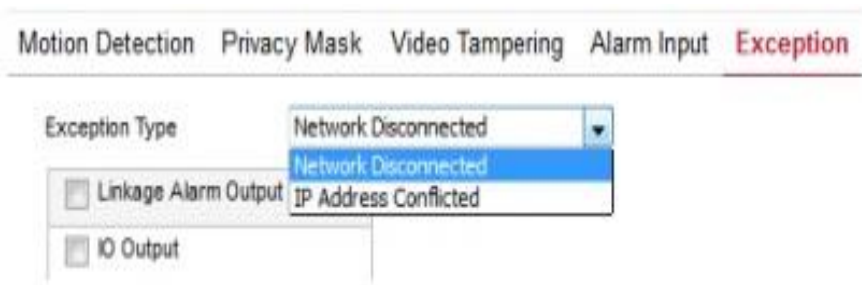 Motion Detection Privacy Mask Video Tampering Alarm Input Exception
Exception Type Network Disconnected
Network Disconnected
Linkage Alarm Output IP Address Conflicted
IO Output